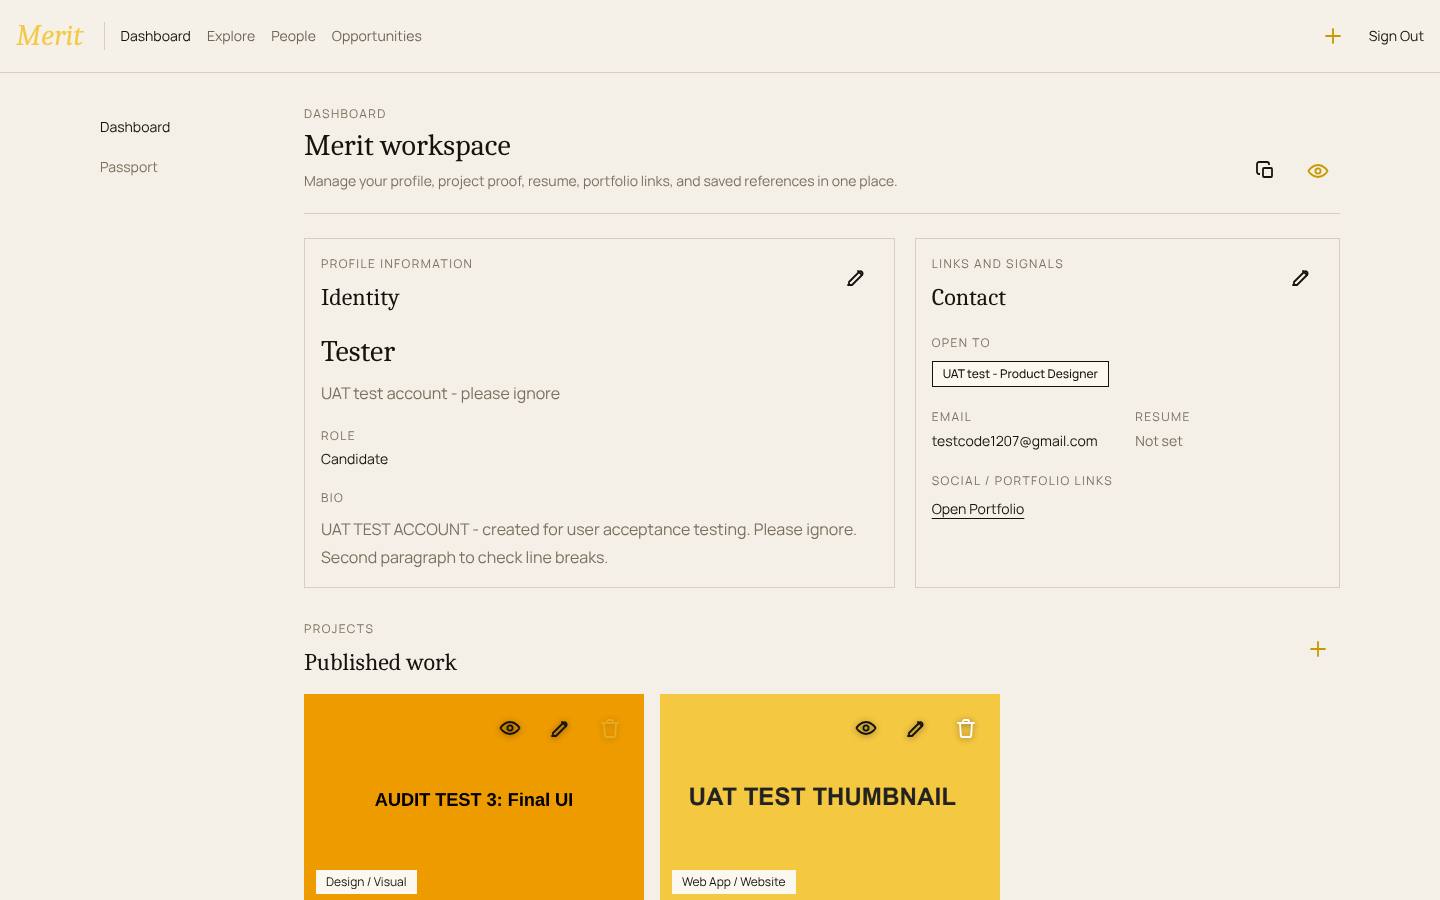 Merit
Dashboard
Explore
People
Opportunities
Sign Out
Dashboard
Passport
DASHBOARD
Merit workspace
Manage your profile, project proof, resume, portfolio links, and saved references in one place.
PROFILE INFORMATION
Identity
Tester
UAT test account - please ignore
ROLE
Candidate
BIO
UAT TEST ACCOUNT - created for user acceptance testing. Please ignore.
Second paragraph to check line breaks.
LINKS AND SIGNALS
Contact
OPEN TO
UAT test - Product Designer
EMAIL
testcode1207@gmail.com
RESUME
Not set
SOCIAL / PORTFOLIO LINKS
Open Portfolio
PROJECTS
Published work
AUDIT TEST 3: Final UI
Design / Visual
UAT TEST THUMBNAIL
Web App / Website